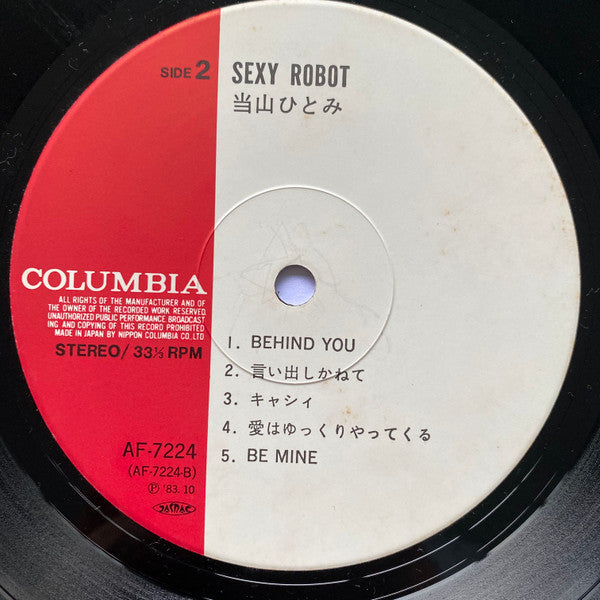 SIDE 2
SEXY ROBOT
当山ひとみ
COLUMBIA
ALL RIGHTS OF THE MANUFACTURER AND OF
THE OWNER OF THE RECORDED WORK RESERVED
UNAUTHORIZED PUBLIC PERFORMANCE BROADCAST
ING AND COPYING OF THIS RECORD PROHIBITED
MADE IN JAPAN BY NIPPON COLUMBIA CO. LTD
STEREO/33⅓ RPM
1. BEHIND YOU
2. 言い出しかねて
3. キャシィ
4. 愛はゆっくりやってくる
5. BE MINE
AF-7224
(AF-7224B)
Ⓟ '83.10
JASRAC